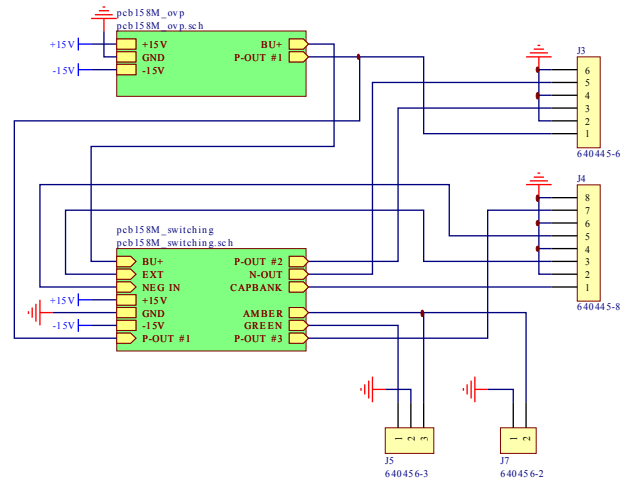 pcb158M_ovp
pcb158M_ovp.sch
+15V
+15V
GND
-15V
-15V
BU+
P-OUT #1
J3
6
5
4
3
2
1
640445-6
J4
8
7
6
5
4
3
2
1
640445-8
pcb158M_switching
pcb158M_switching.sch
BU+
EXT
NEG IN
+15V
+15V
GND
-15V
-15V
P-OUT #1
P-OUT #2
N-OUT
CAPBANK
AMBER
GREEN
P-OUT #3
1
2
3
J5
640456-3
1
2
J7
640456-2